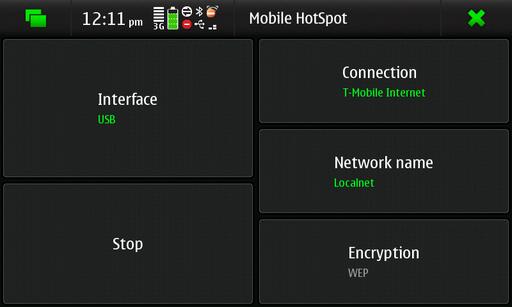 12:11 pm
3G
Mobile HotSpot
Interface
USB
Stop
Connection
T-Mobile Internet
Network name
Localnet
Encryption
WEP